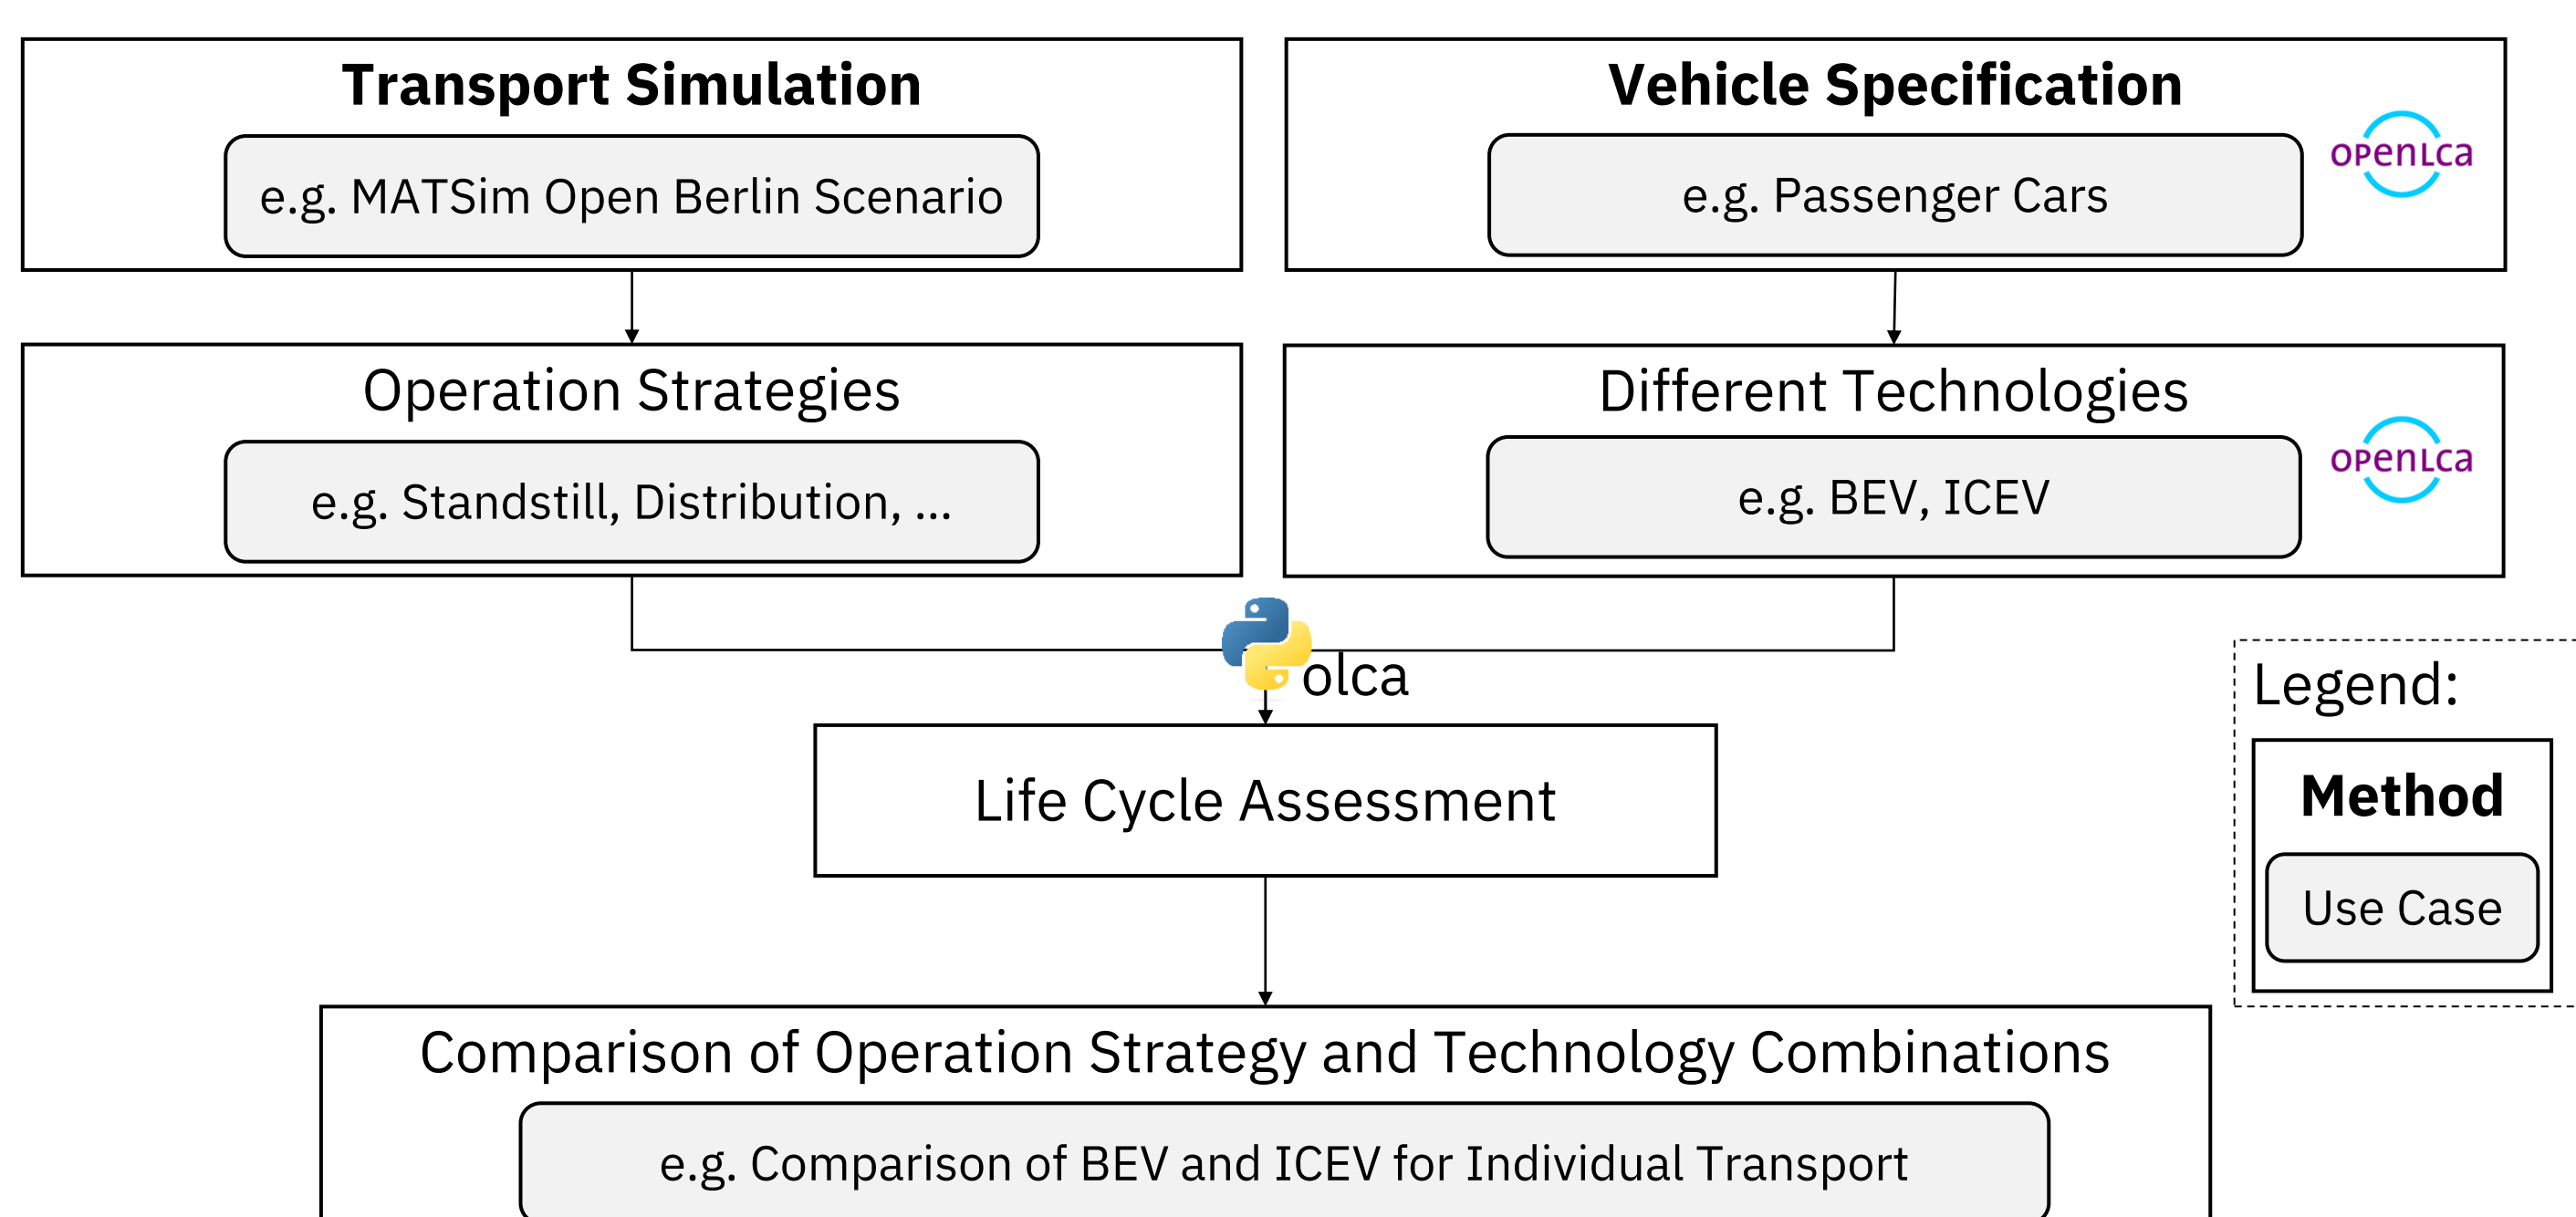 Transport Simulation
e.g. MATSim Open Berlin Scenario
Vehicle Specification
e.g. Passenger Cars
openLca
Operation Strategies
e.g. Standstill, Distribution, ...
Different Technologies
e.g. BEV, ICEV
openLca
olca
Life Cycle Assessment
Legend:
Method
Use Case
Comparison of Operation Strategy and Technology Combinations
e.g. Comparison of BEV and ICEV for Individual Transport